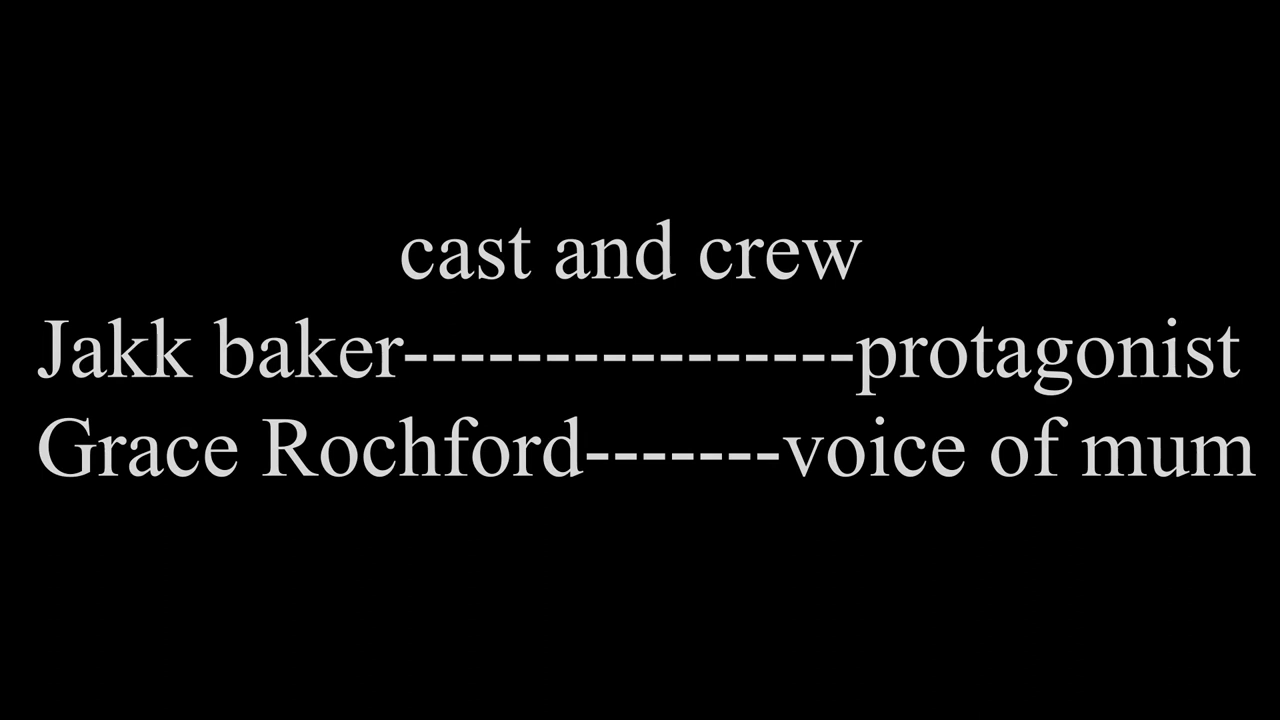 cast and crew
Jakk baker----------------protagonist
Grace Rochford-------voice of mum